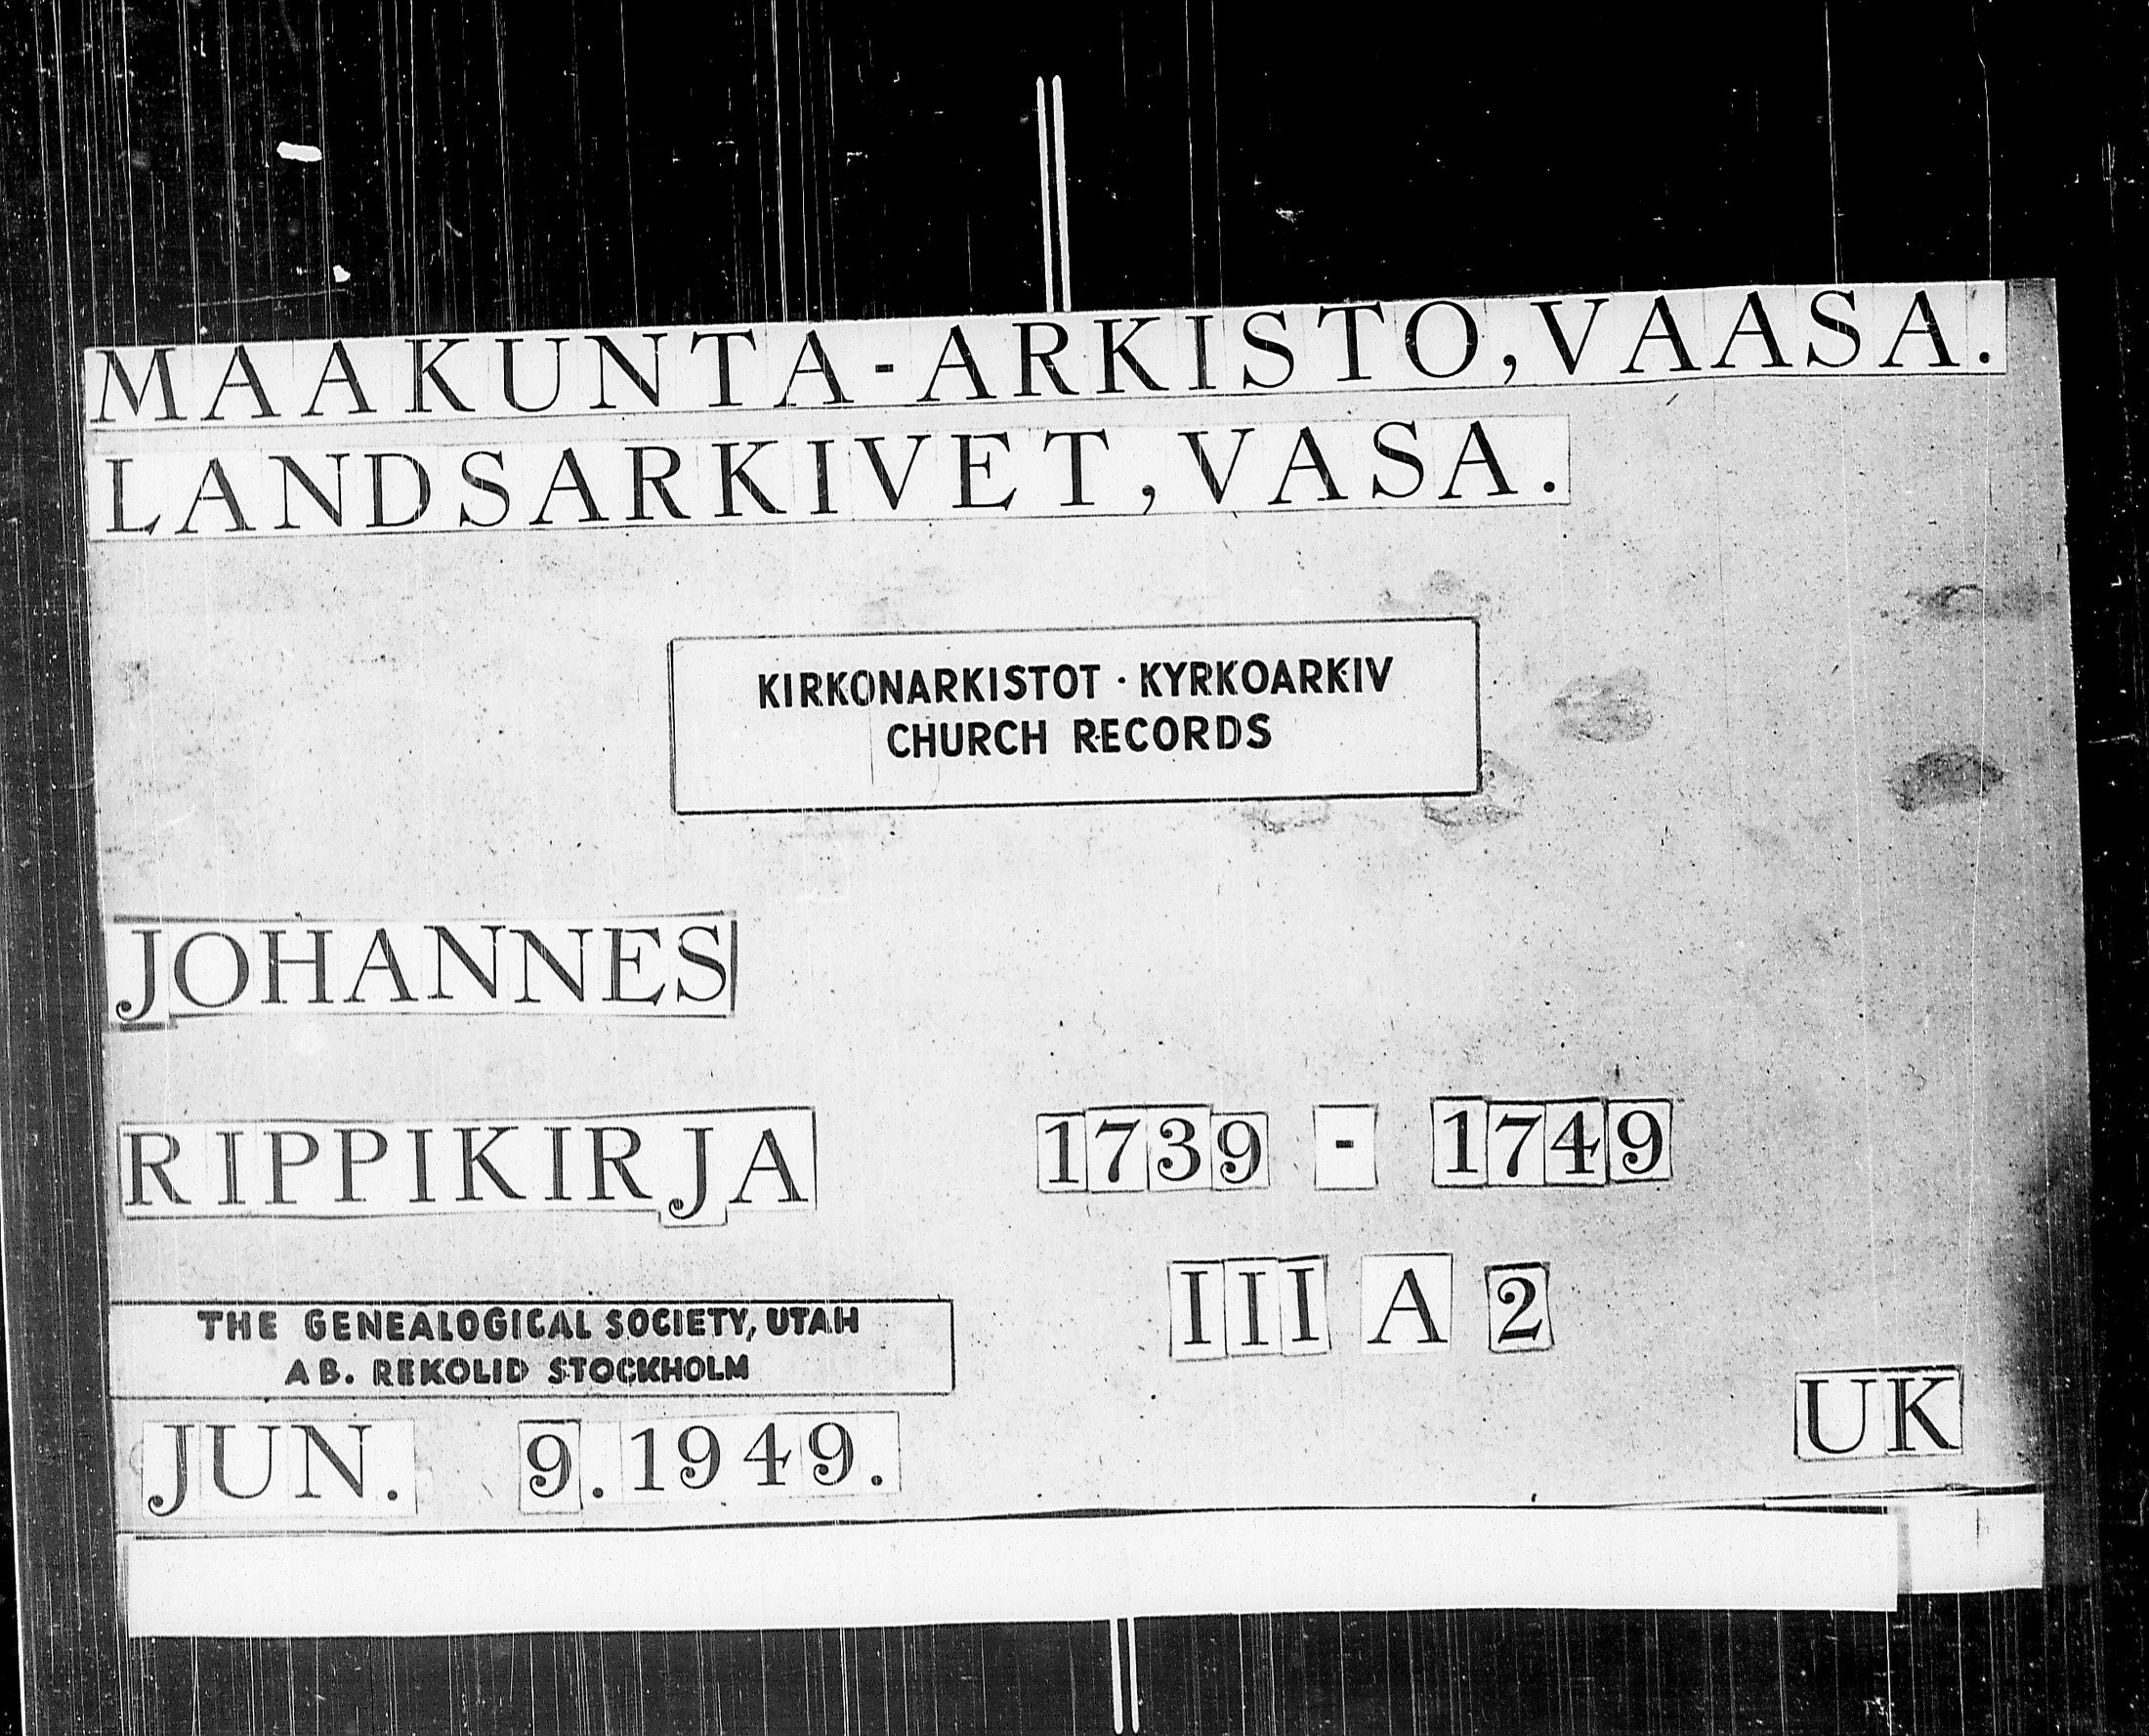 MAAKUNTA-ARKISTO, VAASA.
LANDSARKIVET, VASA.
KIRKONARKISTOT · KYRKOARKIV
CHURCH RECORDS
JOHANNES
RIPPIKIRJA 1739 - 1749
III A 2
THE GENEALOGICAL SOCIETY, UTAH
AB. REKOLID STOCKHOLM
UK
JUN. 9. 1949.